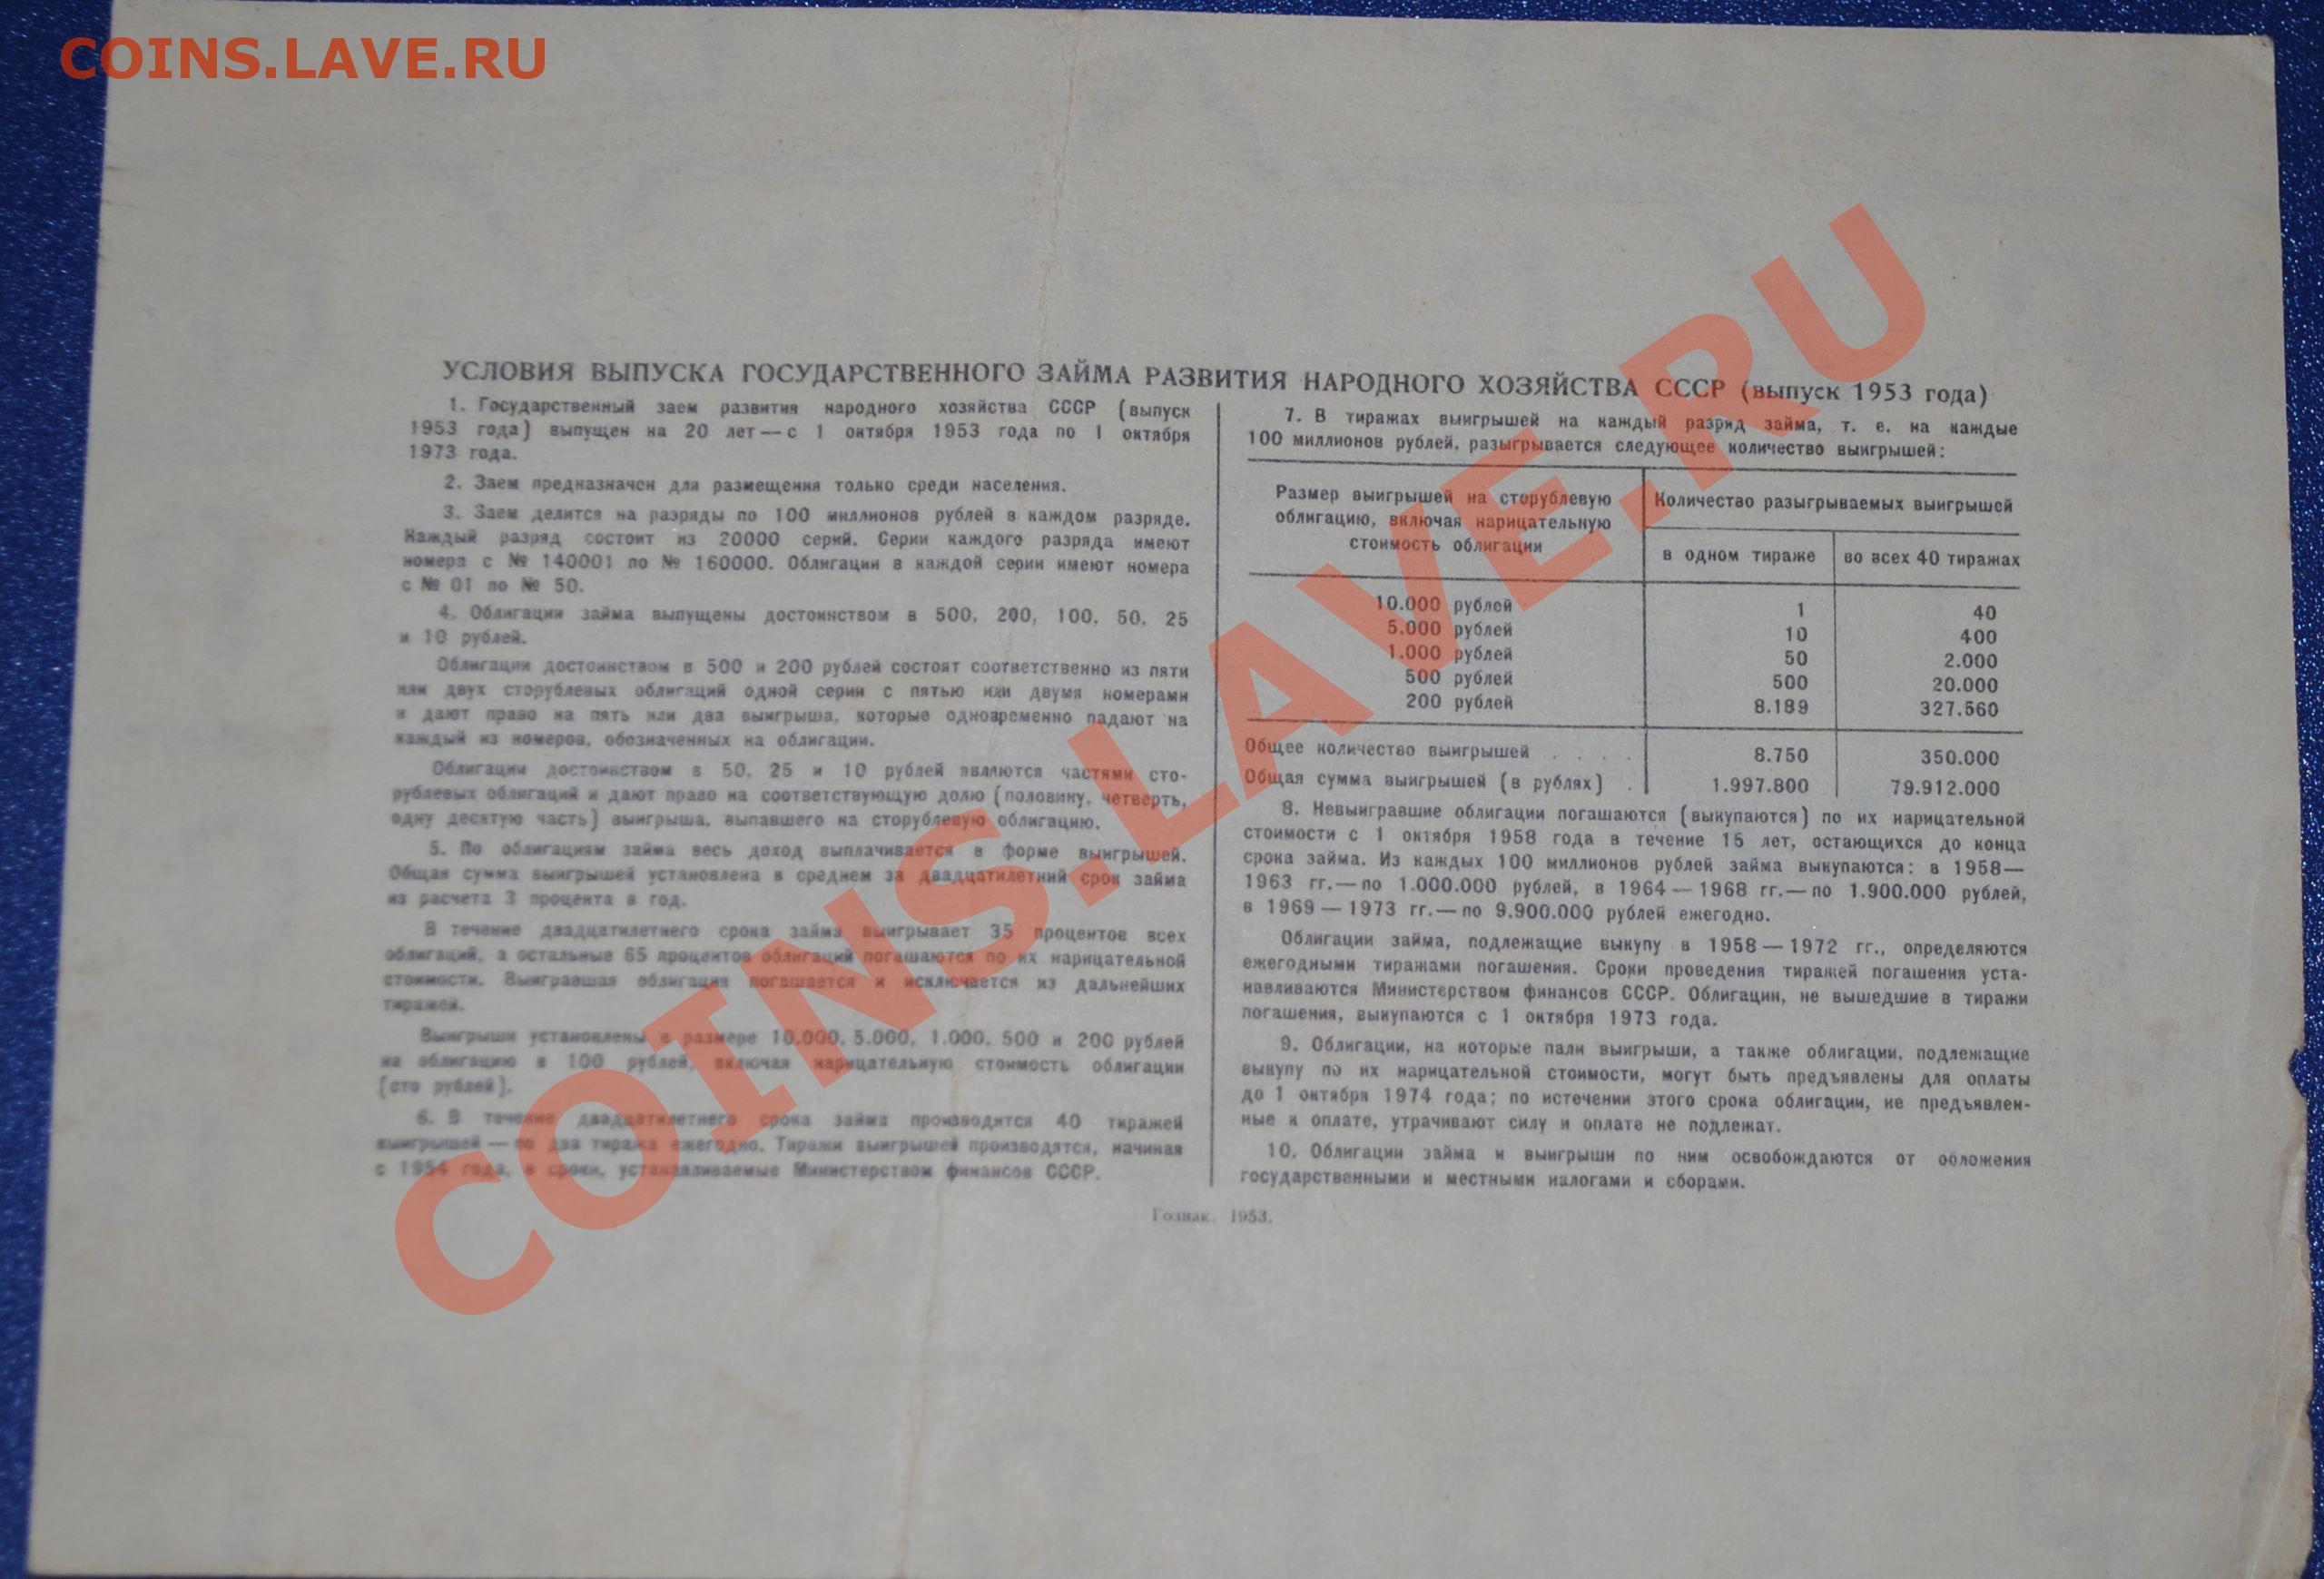 COINS.LAVE.RU
УСЛОВИЯ ВЫПУСКА ГОСУДАРСТВЕННОГО ЗАЙМА РАЗВИТИЯ НАРОДНОГО ХОЗЯЙСТВА СССР (выпуск 1953 года)
1. Государственный заем развития народного хозяйства СССР (выпуск
1953 года) выпущен на 20 лет — с 1 октября 1953 года по 1 октября
1973 года.
2. Заем предназначен для размещения только среди населения.
3. Заем делится на разряды по 100 миллионов рублей в каждом разряде.
Каждый разряд состоит из 20000 серий. Серии каждого разряда имеют
номера с № 140001 по № 160000. Облигации в каждой серии имеют номера
с № 01 по № 50.
4. Облигации займа выпущены достоинством в 500, 200, 100, 50, 25
и 10 рублей.
Облигации достоинством в 500 и 200 рублей состоят соответственно из пяти
или двух сторублевых облигаций одной серии с пятью или двумя номерами
и дают право на пять или два выигрыша, которые одновременно падают на
каждый из номеров, обозначенных на облигации.
Облигации достоинством в 50, 25 и 10 рублей являются частями сто-
рублевых облигаций и дают право на соответствующую долю (половину, четверть,
одну десятую часть) выигрыша, выпавшего на сторублевую облигацию.
5. По облигациям займа весь доход выплачивается в форме выигрышей.
Общая сумма выигрышей установлена в среднем за двадцатилетний срок займа
из расчета 3 процента в год.
В течение двадцатилетнего срока займа выигрывает 35 процентов всех
облигаций, а остальные 65 процентов облигаций погашаются по их нарицательной
стоимости. Выигравшая облигация погашается и исключается из дальнейших
тиражей.
Выигрыши установлены в размере 10.000, 5.000, 1.000, 500 и 200 рублей
на облигацию в 100 рублей, включая нарицательную стоимость облигации
(сто рублей).
6. В течение двадцатилетнего срока займа производится 40 тиражей
выигрышей — по два тиража ежегодно. Тиражи выигрышей производятся, начиная
с 1954 года, в сроки, устанавливаемые Министерством финансов СССР.
7. В тиражах выигрышей на каждый разряд займа, т. е. на каждые
100 миллионов рублей, разыгрывается следующее количество выигрышей:
Размер выигрышей на сторублевую
облигацию, включая нарицательную
стоимость облигации
Количество разыгрываемых выигрышей
в одном тираже во всех 40 тиражах
10.000 рублей 1 40
5.000 рублей 10 400
1.000 рублей 50 2.000
500 рублей 500 20.000
200 рублей 8.189 327.560
Общее количество выигрышей . . . . 8.750 350.000
Общая сумма выигрышей (в рублях) . 1.997.800 79.912.000
8. Невыигравшие облигации погашаются (выкупаются) по их нарицательной
стоимости с 1 октября 1958 года в течение 15 лет, остающихся до конца
срока займа. Из каждых 100 миллионов рублей займа выкупаются: в 1958—
1963 гг.— по 1.000.000 рублей, в 1964 — 1968 гг.— по 1.900.000 рублей,
в 1969 — 1973 гг.— по 9.900.000 рублей ежегодно.
Облигации займа, подлежащие выкупу в 1958 — 1972 гг., определяются
ежегодными тиражами погашения. Сроки проведения тиражей погашения уста-
навливаются Министерством финансов СССР. Облигации, не вышедшие в тиражи
погашения, выкупаются с 1 октября 1973 года.
9. Облигации, на которые пали выигрыши, а также облигации, подлежащие
выкупу по их нарицательной стоимости, могут быть предъявлены для оплаты
до 1 октября 1974 года; по истечении этого срока облигации, не предъявлен-
ные к оплате, утрачивают силу и оплате не подлежат.
10. Облигации займа и выигрыши по ним освобождаются от обложения
государственными и местными налогами и сборами.
Гознак. 1953.
COINS.LAVE.RU